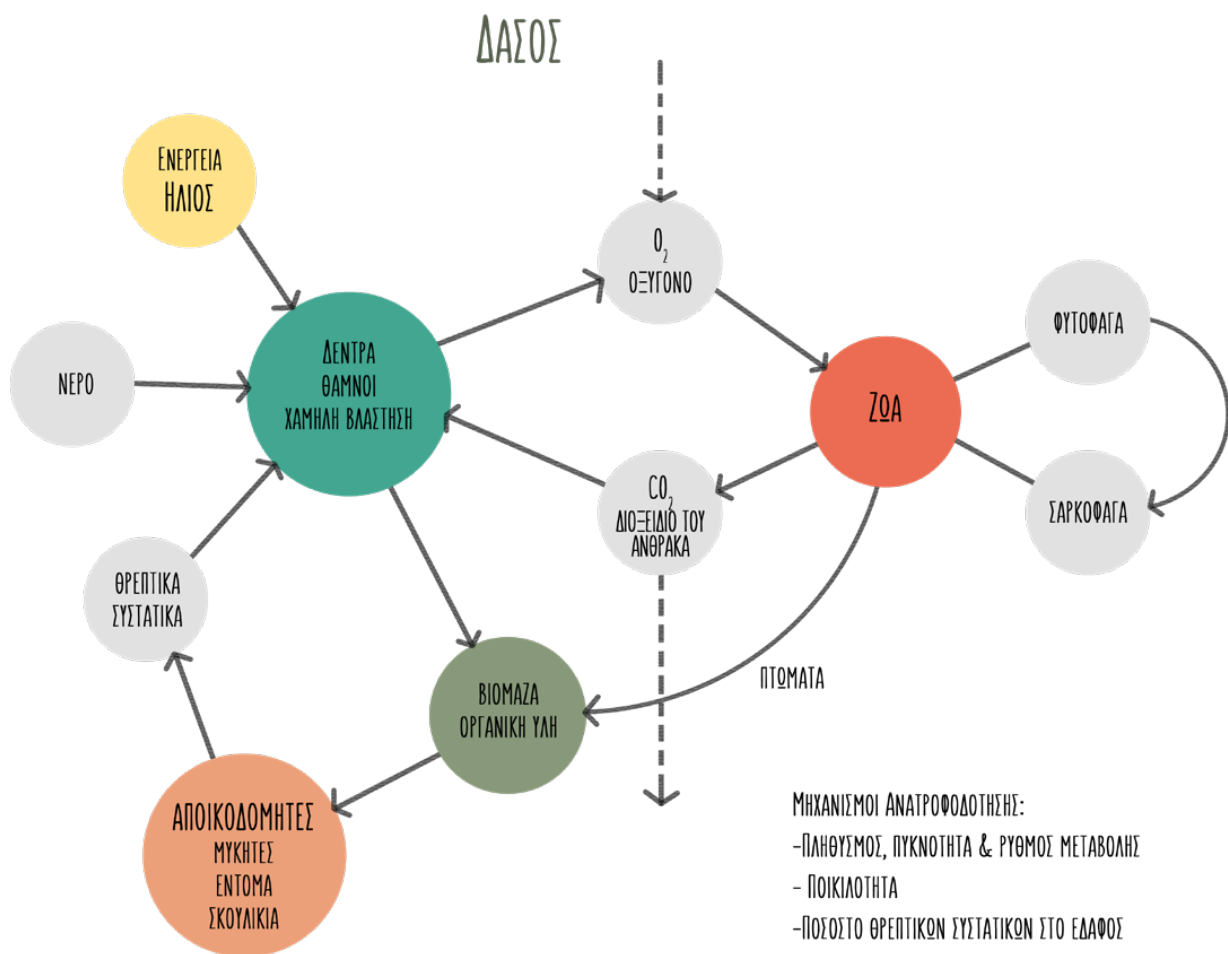 ΔΑΣΟΣ
ΕΝΕΡΓΕΙΑ
ΗΛΙΟΣ
O₂
ΟΞΥΓΟΝΟ
ΦΥΤΟΦΑΓΑ
ΝΕΡΟ
ΔΕΝΤΡΑ
ΘΑΜΝΟΙ
ΧΑΜΗΛΗ ΒΛΑΣΤΗΣΗ
ΖΩΑ
CO₂
ΔΙΟΞΕΙΔΙΟ ΤΟΥ
ΑΝΘΡΑΚΑ
ΣΑΡΚΟΦΑΓΑ
ΘΡΕΠΤΙΚΑ
ΣΥΣΤΑΤΙΚΑ
ΠΤΩΜΑΤΑ
ΒΙΟΜΑΖΑ
ΟΡΓΑΝΙΚΗ ΥΛΗ
ΑΠΟΙΚΟΔΟΜΗΤΕΣ
ΜΥΚΗΤΕΣ
ΕΝΤΟΜΑ
ΣΚΟΥΛΙΚΙΑ
ΜΗΧΑΝΙΣΜΟΙ ΑΝΑΤΡΟΦΟΔΟΤΗΣΗΣ:
-ΠΛΗΘΥΣΜΟΣ, ΠΥΚΝΟΤΗΤΑ & ΡΥΘΜΟΣ ΜΕΤΑΒΟΛΗΣ
- ΠΟΙΚΙΛΟΤΗΤΑ
-ΠΟΣΟΣΤΟ ΘΡΕΠΤΙΚΩΝ ΣΥΣΤΑΤΙΚΩΝ ΣΤΟ ΕΔΑΦΟΣ